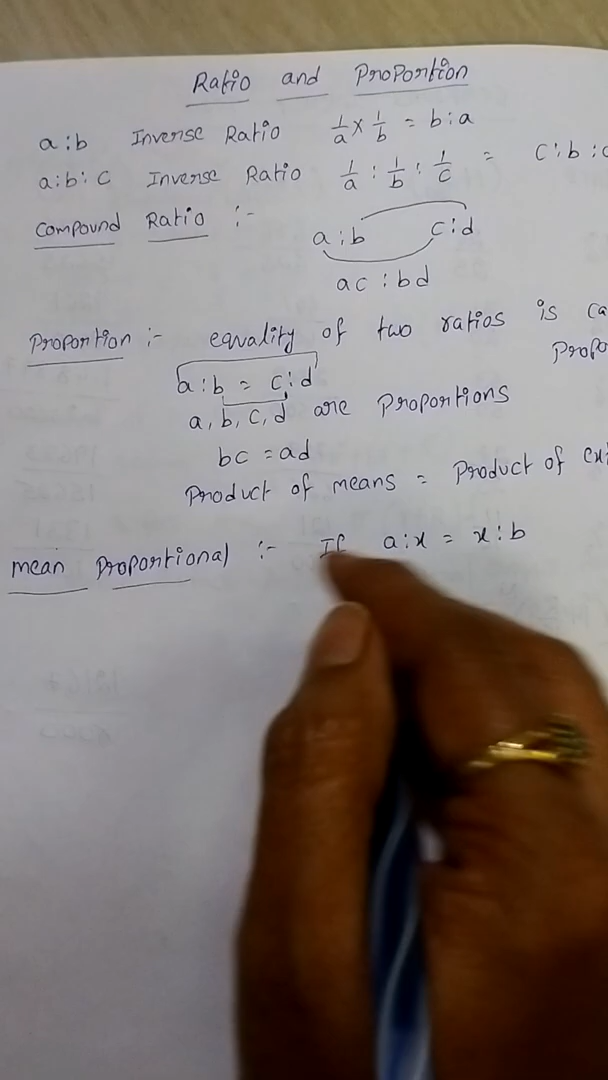 Ratio and Proportion
a:b Inverse Ratio 1/a × 1/b = b:a
a:b:c Inverse Ratio 1/a : 1/b : 1/c = c:b:
Compound Ratio :-
a:b c:d
ac:bd
Proportion :- equality of two ratios is
a:b = c:d
a, b, c, d are Proportions
bc = ad
Product of means = Product of
mean Proportional :- If a:x = x:b